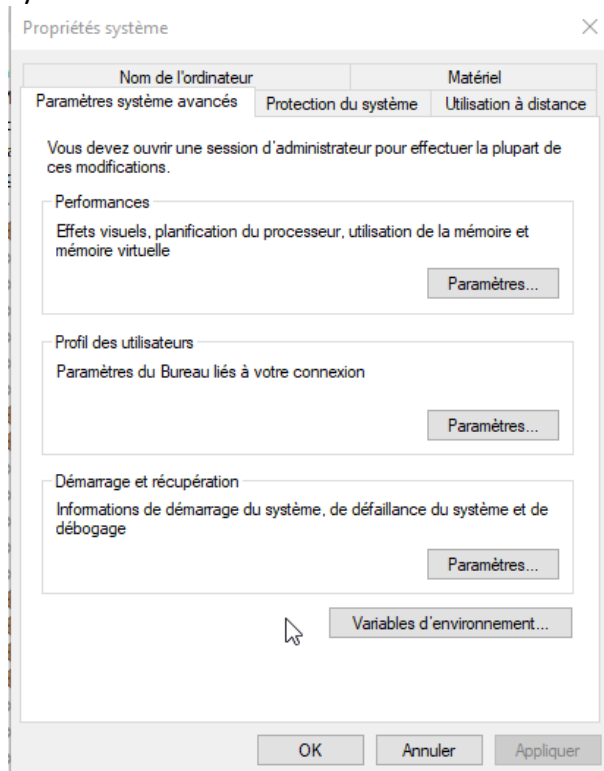 Propriétés système
Nom de l'ordinateur
Matériel
Paramètres système avancés
Protection du système
Utilisation à distance
Vous devez ouvrir une session d'administrateur pour effectuer la plupart de
ces modifications.
Performances
Effets visuels, planification du processeur, utilisation de la mémoire et
mémoire virtuelle
Paramètres...
Profil des utilisateurs
Paramètres du Bureau liés à votre connexion
Paramètres...
Démarrage et récupération
Informations de démarrage du système, de défaillance du système et de
débogage
Paramètres...
Variables d'environnement...
OK
Annuler
Appliquer